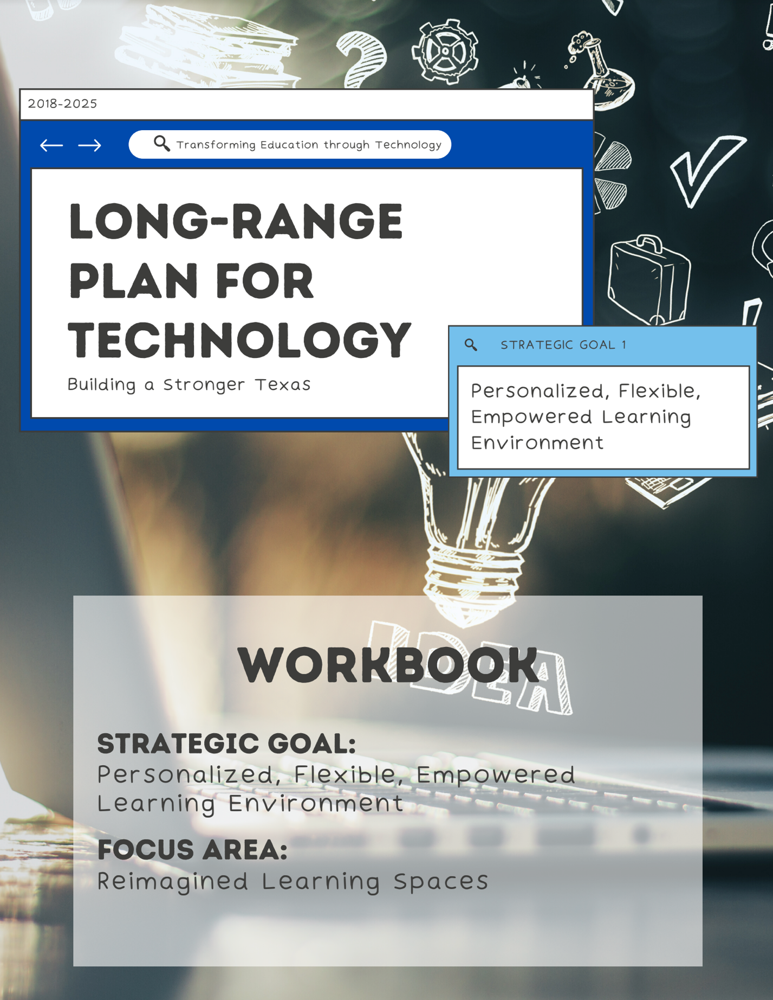 2018-2025
Transforming Education through Technology
LONG-RANGE
PLAN FOR
TECHNOLOGY
Building a Stronger Texas
STRATEGIC GOAL 1
Personalized, Flexible,
Empowered Learning
Environment
IDEA
WORKBOOK
STRATEGIC GOAL:
Personalized, Flexible, Empowered
Learning Environment
FOCUS AREA:
Reimagined Learning Spaces